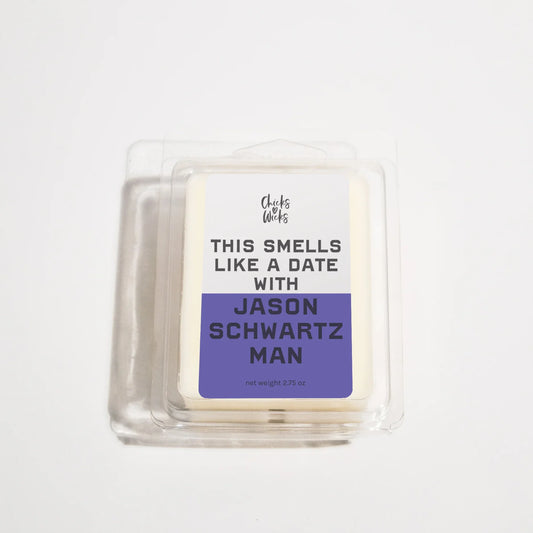 Chicks
Wicks
THIS SMELLS
LIKE A DATE
WITH
JASON
SCHWARTZ
MAN
net weight 2.75 oz